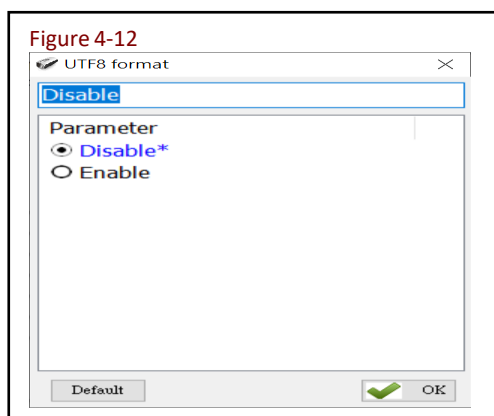 Figure 4-12
UTF8 format
Disable
Parameter
Disable*
Enable
Default
OK